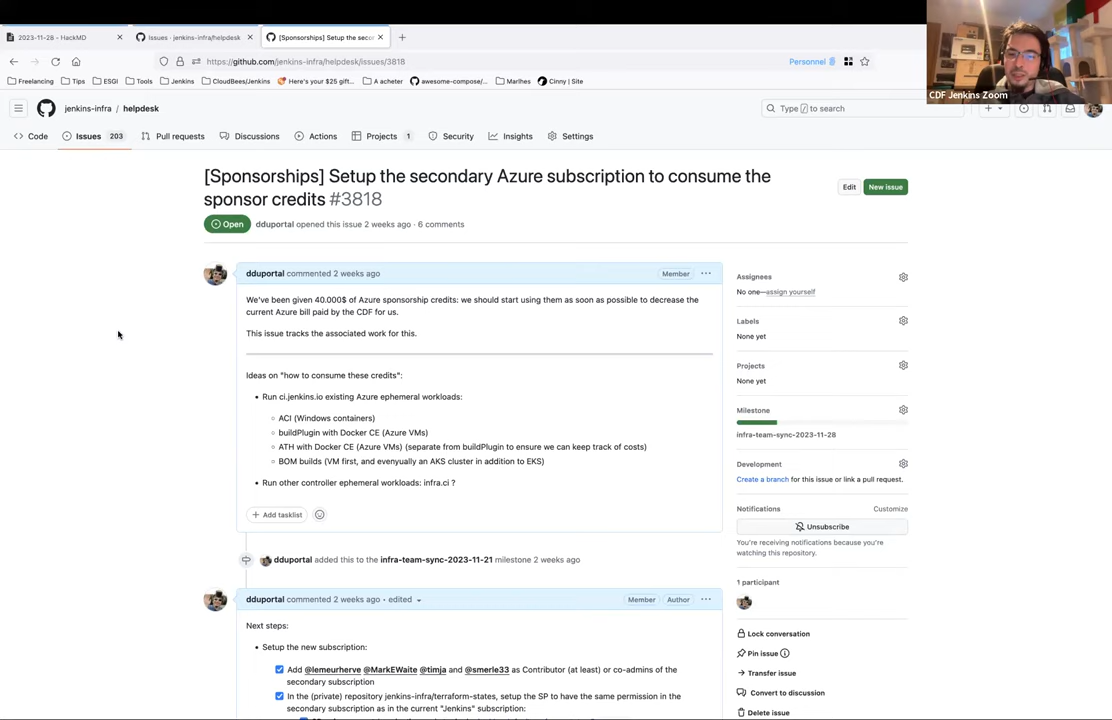 2023-11-28 - HackMD
Issues · jenkins-infra/helpdesk
[Sponsorships] Setup the secon
https://github.com/jenkins-infra/helpdesk/issues/3818
Personnel
Freelancing
Tips
ESGI
Tools
Jenkins
CloudBees/Jenkins
Here's your $25 gift...
A acheter
awesome-compose/...
Marlhes
Cinny | Site
CDF Jenkins Zoom
jenkins-infra / helpdesk
Type / to search
Code
Issues 203
Pull requests
Discussions
Actions
Projects 1
Security
Insights
Settings
[Sponsorships] Setup the secondary Azure subscription to consume the
sponsor credits #3818
Edit
New issue
Open
dduportal opened this issue 2 weeks ago · 6 comments
dduportal commented 2 weeks ago
Member
We've been given 40.000$ of Azure sponsorship credits: we should start using them as soon as possible to decrease the
current Azure bill paid by the CDF for us.
This issue tracks the associated work for this.
Ideas on "how to consume these credits":
Run ci.jenkins.io existing Azure ephemeral workloads:
ACI (Windows containers)
buildPlugin with Docker CE (Azure VMs)
ATH with Docker CE (Azure VMs) (separate from buildPlugin to ensure we can keep track of costs)
BOM builds (VM first, and evenyually an AKS cluster in addition to EKS)
Run other controller ephemeral workloads: infra.ci ?
Add tasklist
dduportal added this to the infra-team-sync-2023-11-21 milestone 2 weeks ago
dduportal commented 2 weeks ago · edited
Member
Author
Next steps:
Setup the new subscription:
Add @lemeurherve @MarkEWaite @timja and @smerle33 as Contributor (at least) or co-admins of the
secondary subscription
In the (private) repository jenkins-infra/terraform-states, setup the SP to have the same permission in the
secondary subscription as in the current "Jenkins" subscription:
Assignees
No one—assign yourself
Labels
None yet
Projects
None yet
Milestone
infra-team-sync-2023-11-28
Development
Create a branch for this issue or link a pull request.
Notifications
Customize
Unsubscribe
You're receiving notifications because you're
watching this repository.
1 participant
Lock conversation
Pin issue
Transfer issue
Convert to discussion
Delete issue